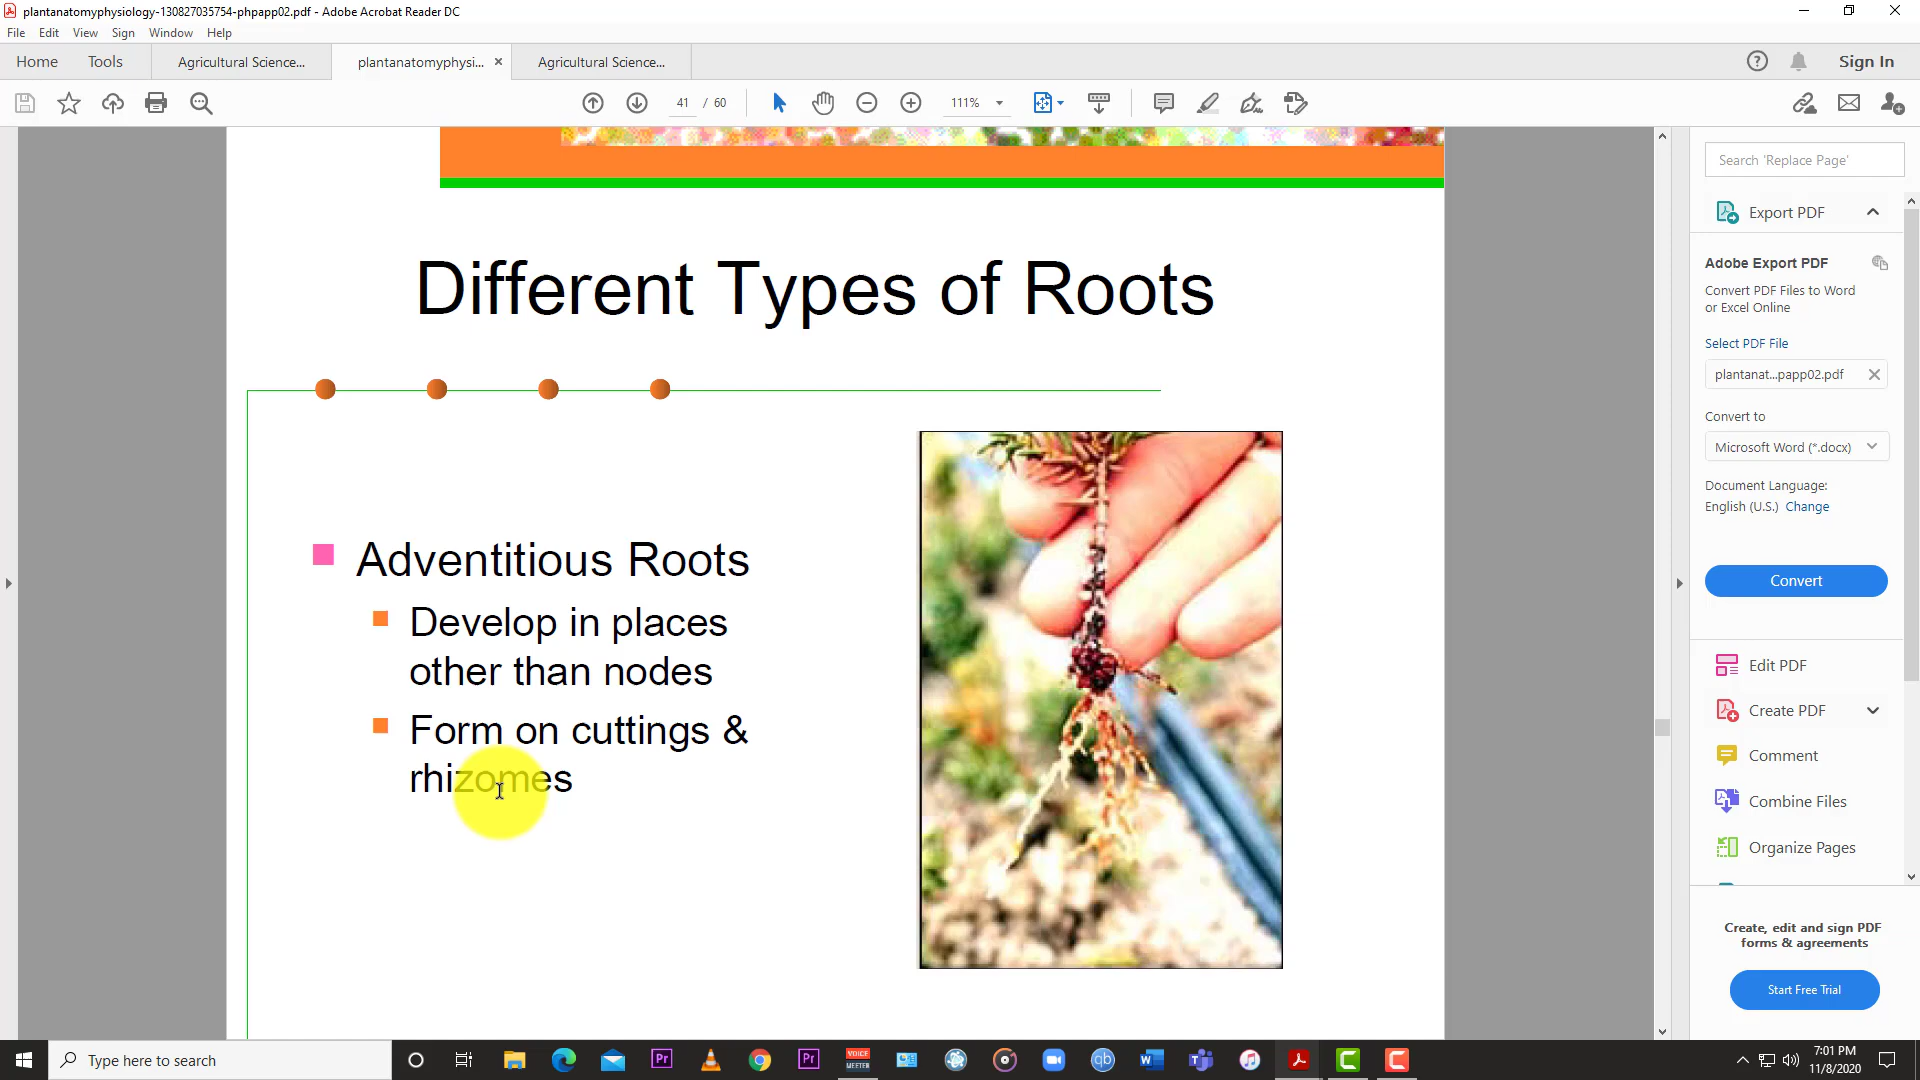 plantanatomyphysiology-130827035754-phpapp02.pdf - Adobe Acrobat Reader DC
File Edit View Sign Window Help
Home Tools Agricultural Science... plantanatomyphysi... Agricultural Science... Sign In
41 / 60 111%
Search 'Replace Page'
Export PDF
Adobe Export PDF
Convert PDF Files to Word
or Excel Online
Select PDF File
plantanat...papp02.pdf
Convert to
Microsoft Word (*.docx)
Document Language:
English (U.S.) Change
Convert
Edit PDF
Create PDF
Comment
Combine Files
Organize Pages
Create, edit and sign PDF
forms & agreements
Start Free Trial
Different Types of Roots
Adventitious Roots
Develop in places
other than nodes
Form on cuttings &
rhizomes
Type here to search
Pr
Pr
VOICE
MEETER
qb
7:01 PM
11/8/2020